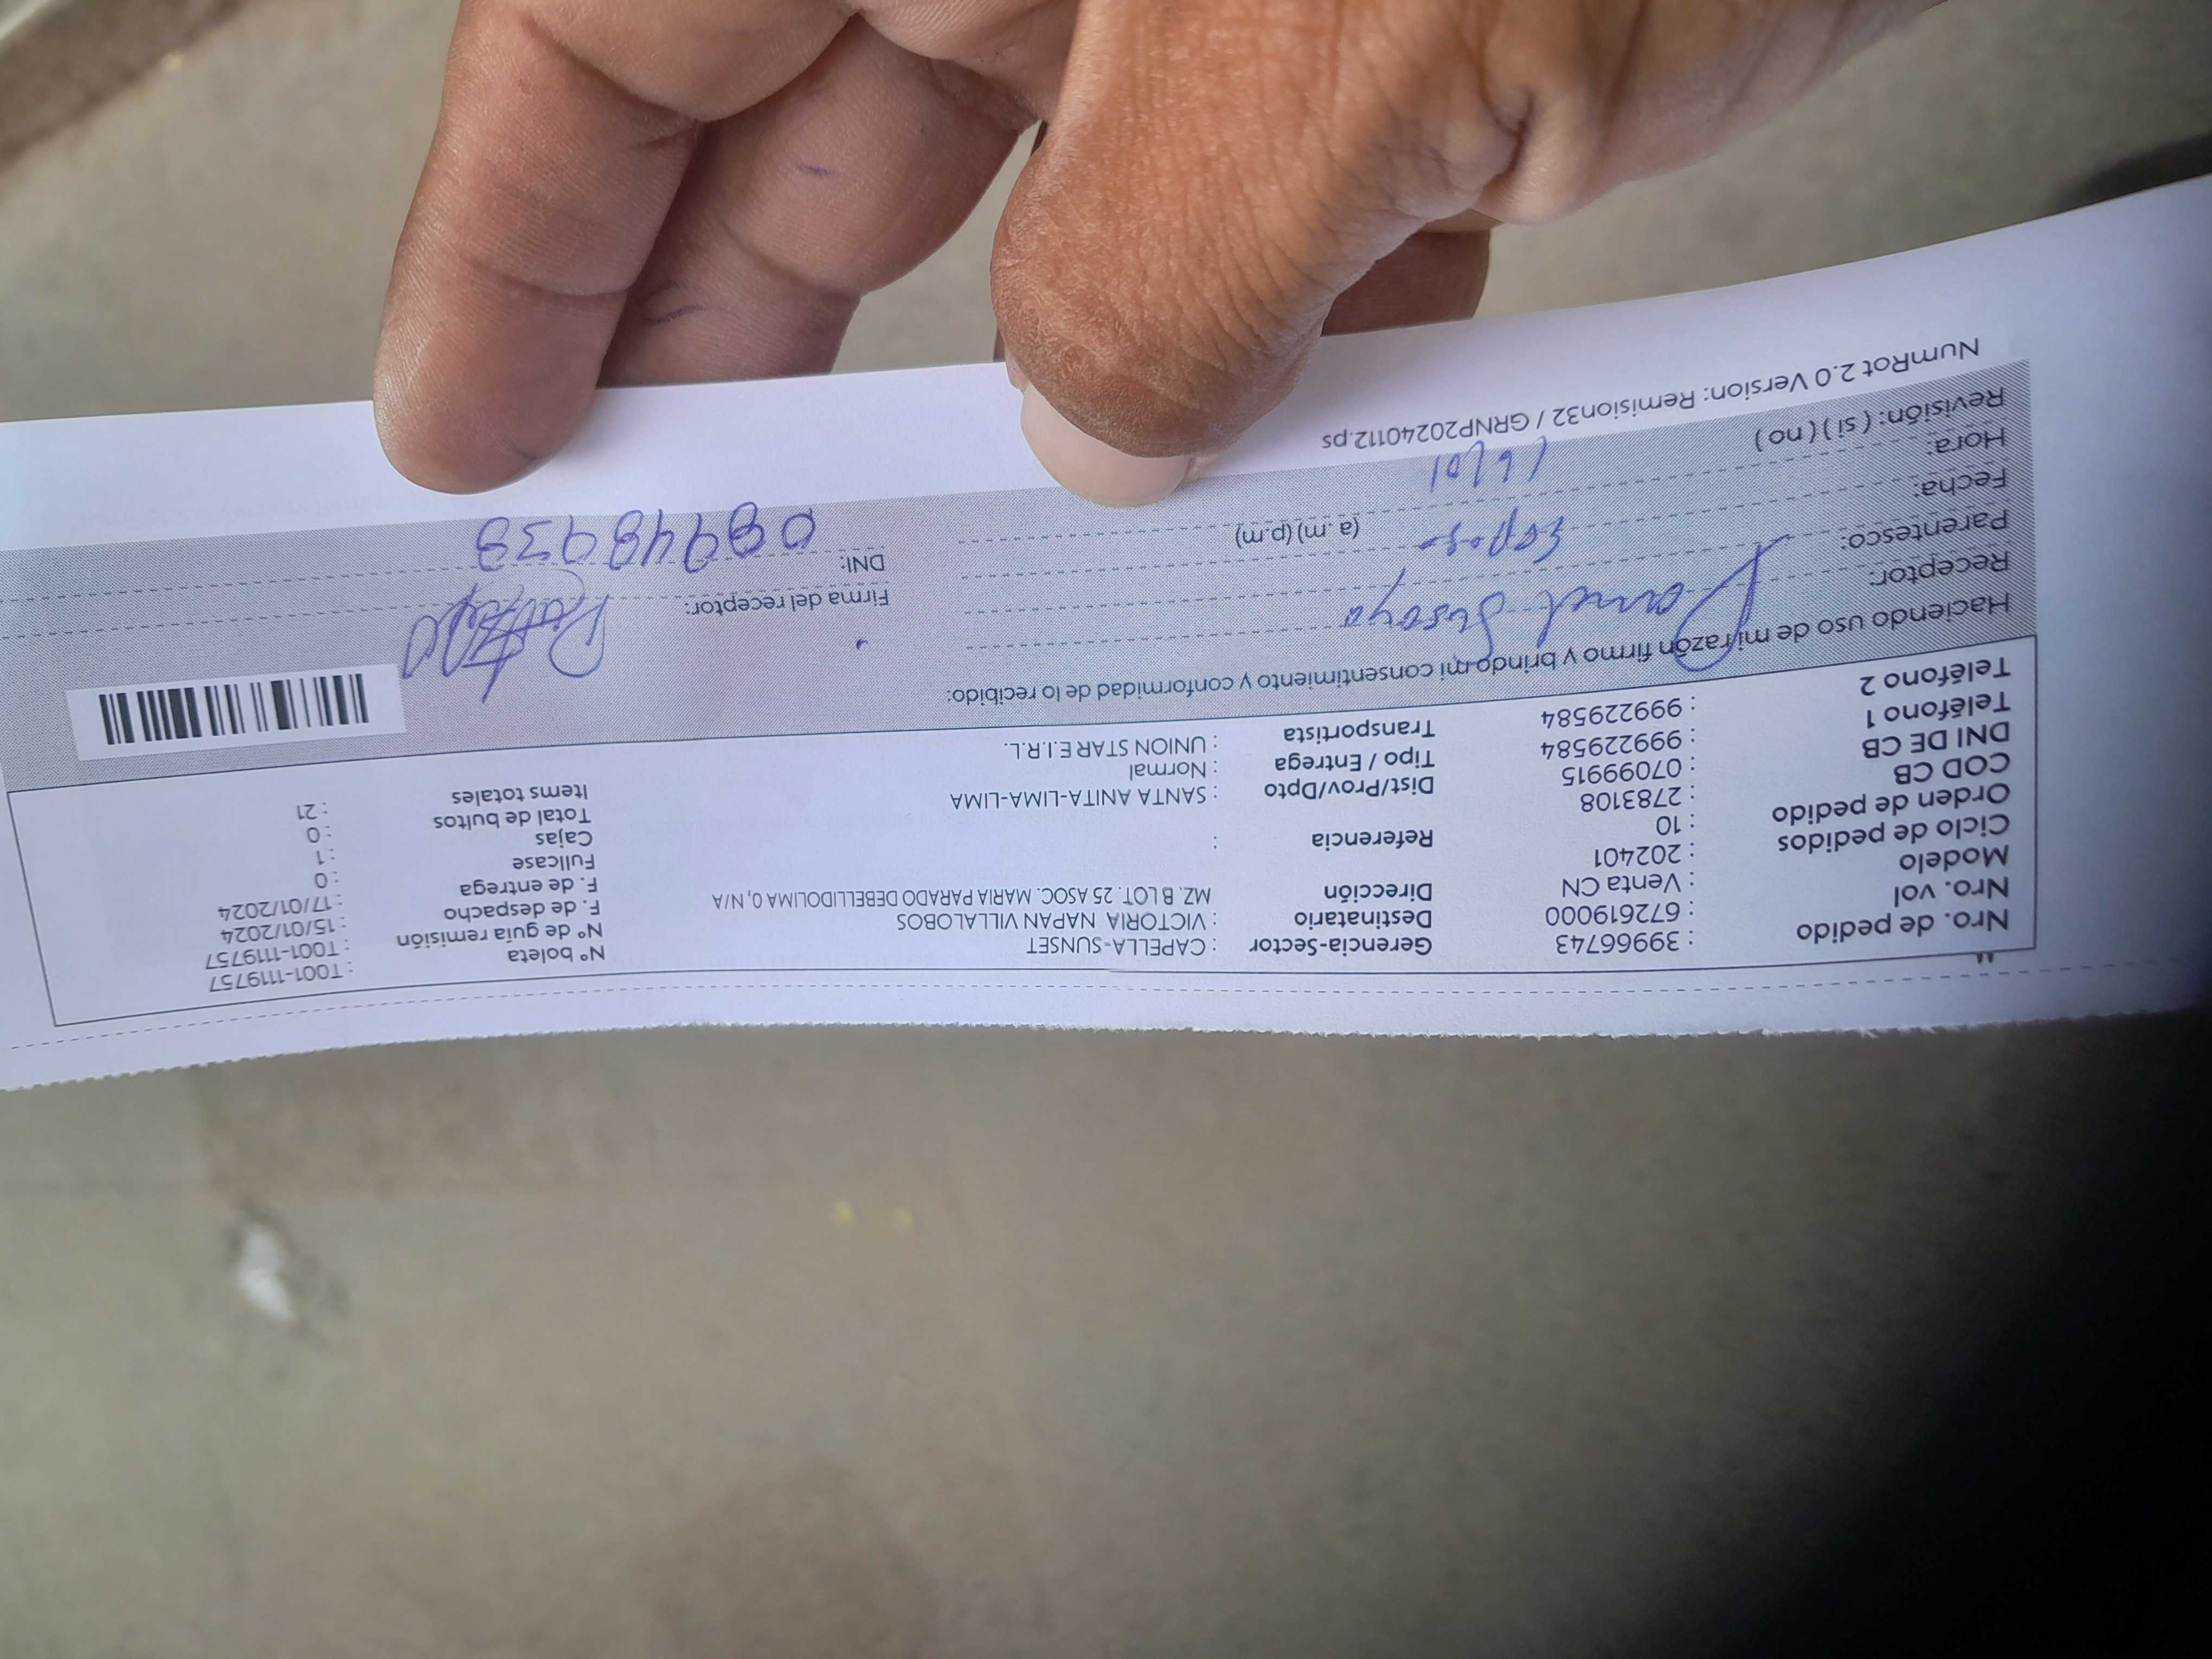 Nro. de pedido : 39966743 Gerencia-Sector : CAPELLA-SUNSET Nº boleta : T001-1119757
Nro. vol : 672619000 Destinatario : VICTORIA NAPAN VILLALOBOS Nº de guía remisión : T001-1119757
Modelo : Venta CN Dirección MZ. B LOT. 25 ASOC. MARIA PARADO DEBELLIDOLIMA 0, N/A F. de despacho : 15/01/2024
Ciclo de pedidos : 202401 F. de entrega : 17/01/2024
Orden de pedido : 10 Referencia : Fullcase : 0
COD CB : 2783108 Dist/Prov/Dpto : SANTA ANITA-LIMA-LIMA Cajas : 1
DNI DE CB : 07099915 Tipo / Entrega : Normal Total de bultos : 0
Teléfono 1 : 999229584 Transportista : UNION STAR E.I.R.L. Items totales : 21
Teléfono 2 : 999229584
Haciendo uso de mi razón firmo y brindo mi consentimiento y conformidad de lo recibido:
Receptor:
Parentesco: Esposo
Fecha: 16/01
Hora: (a.m) (p.m)
Revisión: ( si ) ( no )
Firma del receptor:
DNI:
NumRot 2.0 Version: Remision32 / GRNP20240112.ps